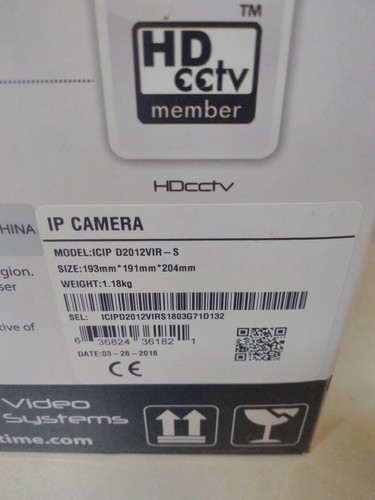 TM
HD
cctv
member
HDcctv
HINA
IP CAMERA
MODEL:ICIP D2012VIR-S
gion.
SIZE:193mm*191mm*204mm
ser
WEIGHT:1.18kg
SEL: ICIPD2012VIRS1803G71D132
tive of
6 36824 36182 1
DATE:03-28-2018
CE
Video
Systems
time.com